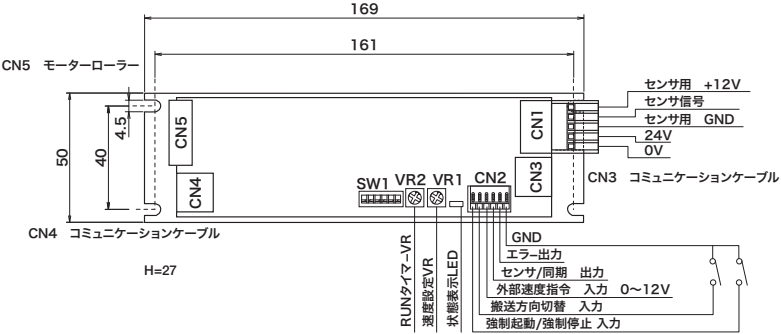 169
161
CN5 モーターローラー
4.5
40
50
CN5
CN4
SW1
VR2
VR1
CN2
CN1
CN3
センサ用 +12V
センサ信号
センサ用 GND
24V
0V
CN3 コミュニケーションケーブル
CN4 コミュニケーションケーブル
H=27
RUNタイマ−VR
速度設定VR
状態表示LED
GND
エラ−出力
センサ/同期 出力
外部速度指令 入力 0〜12V
搬送方向切替 入力
強制起動/強制停止 入力